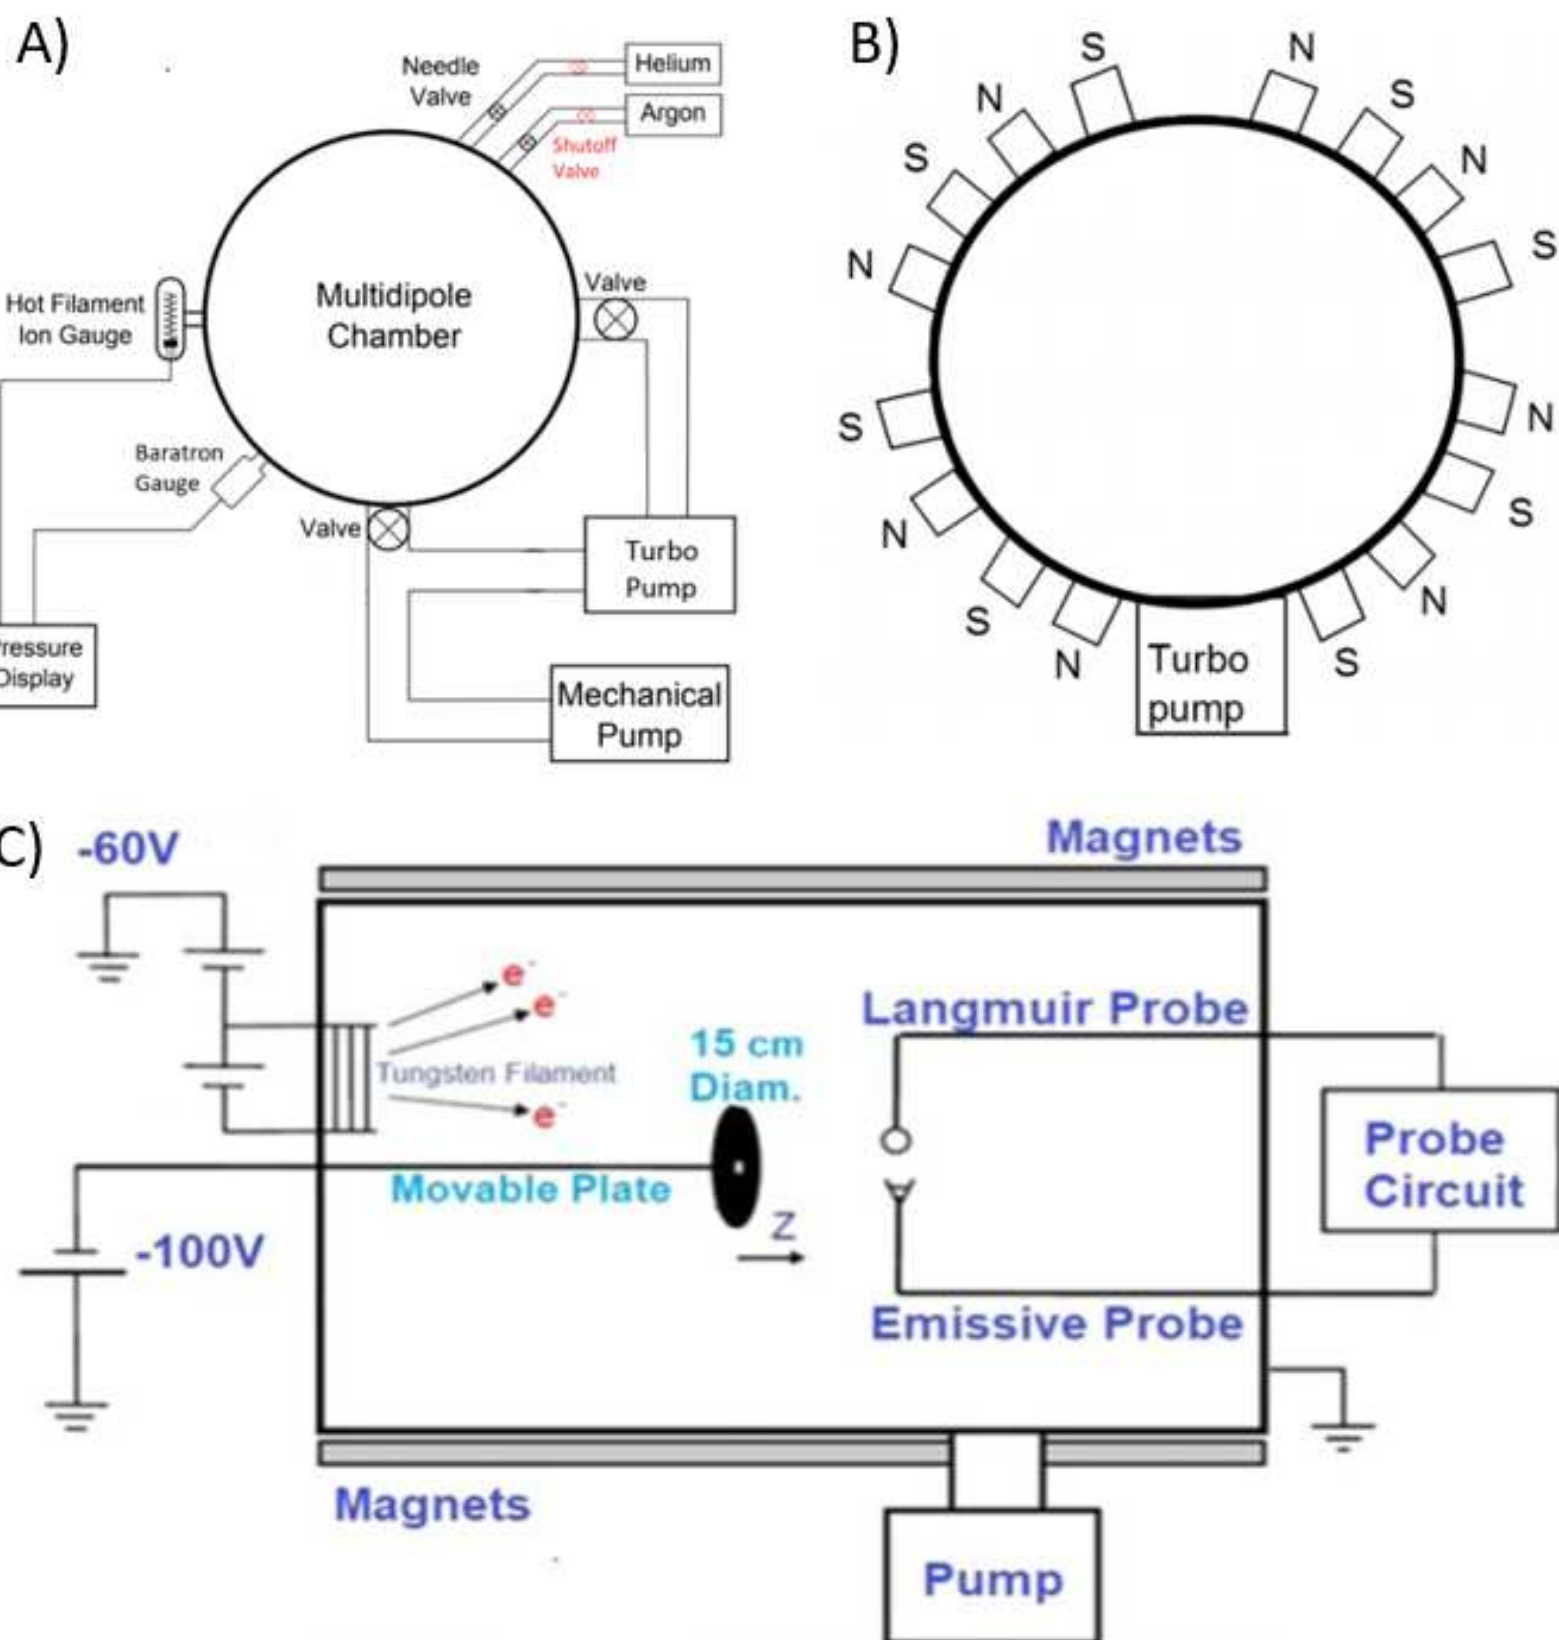 A)
Needle
Valve
Helium
Argon
Shutoff
Valve
Hot Filament
Ion Gauge
Multidipole
Chamber
Valve
Baratron
Gauge
Valve
Turbo
Pump
Mechanical
Pump
ressure
Display
B)
S
N
N
S
S
N
N
S
S
N
N
S
S
N
N
S
Turbo
pump
C)
-60V
Magnets
e-
e-
Tungsten Filament
e-
15 cm
Diam.
Langmuir Probe
Movable Plate
Z
-100V
Probe
Circuit
Emissive Probe
Magnets
Pump